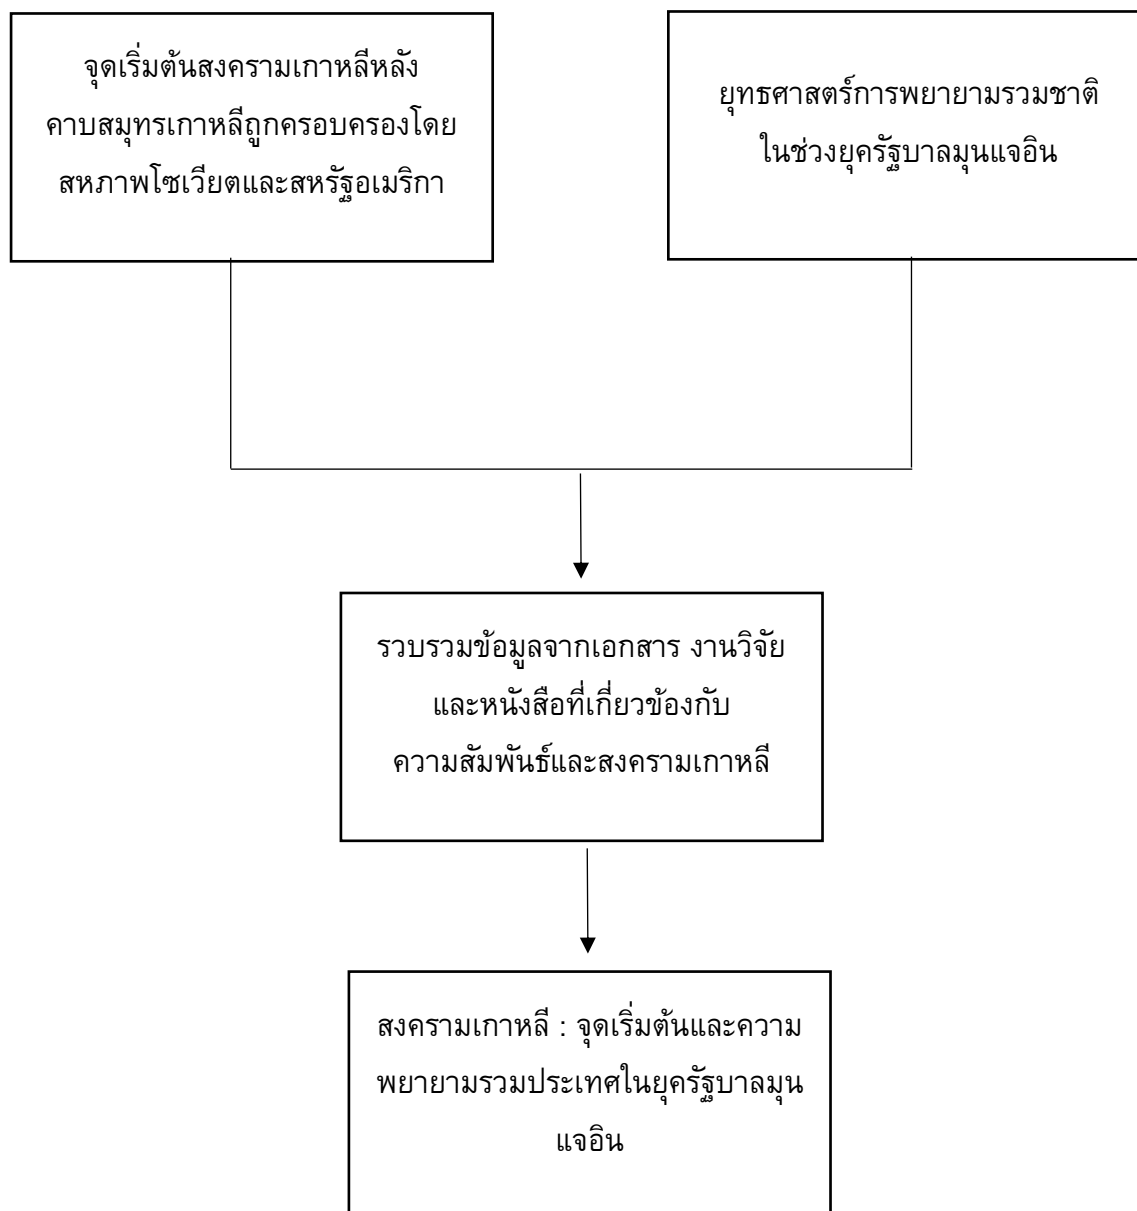 จุดเริ่มต้นสงครามเกาหลีหลัง
คาบสมุทรเกาหลีถูกครอบครองโดย
สหภาพโซเวียตและสหรัฐอเมริกา
ยุทธศาสตร์การพยายามรวมชาติ
ในช่วงยุครัฐบาลมุนแจอิน
รวบรวมข้อมูลจากเอกสาร งานวิจัย
และหนังสือที่เกี่ยวข้องกับ
ความสัมพันธ์และสงครามเกาหลี
สงครามเกาหลี : จุดเริ่มต้นและความ
พยายามรวมประเทศในยุครัฐบาลมุน
แจอิน